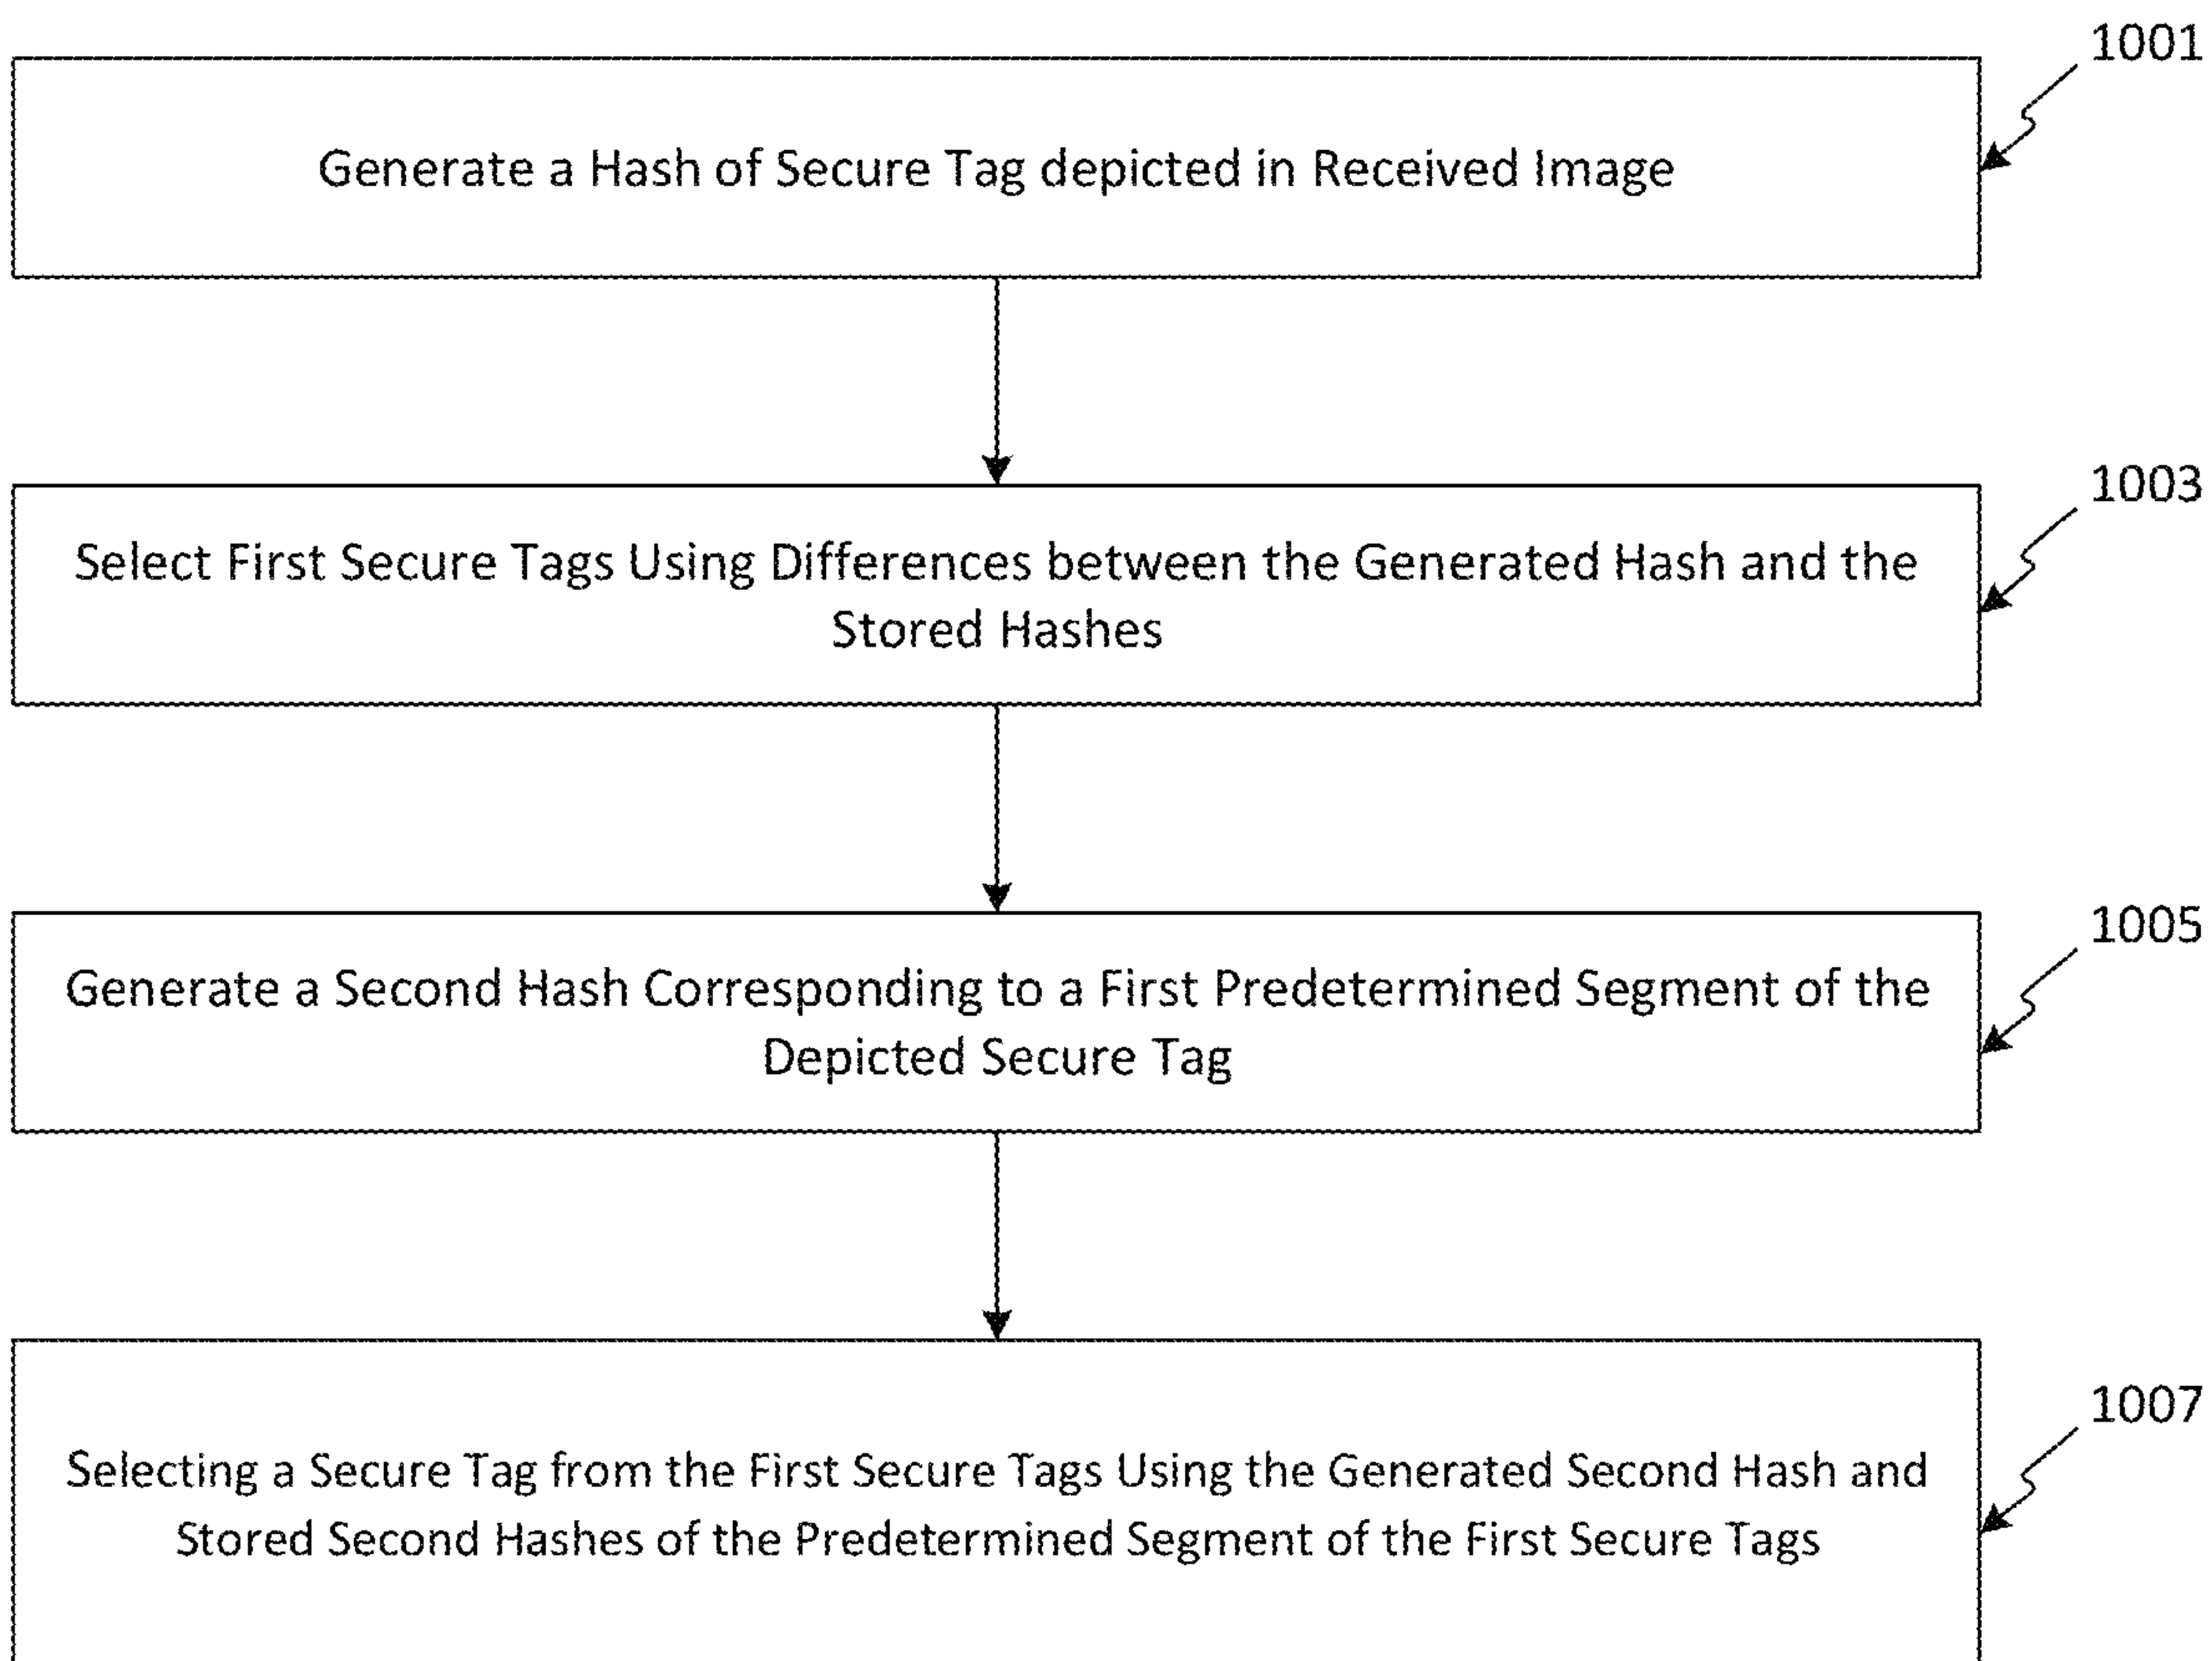 1001
Generate a Hash of Secure Tag depicted in Received Image
1003
Select First Secure Tags Using Differences between the Generated Hash and the
Stored Hashes
1005
Generate a Second Hash Corresponding to a First Predetermined Segment of the
Depicted Secure Tag
1007
Selecting a Secure Tag from the First Secure Tags Using the Generated Second Hash and
Stored Second Hashes of the Predetermined Segment of the First Secure Tags